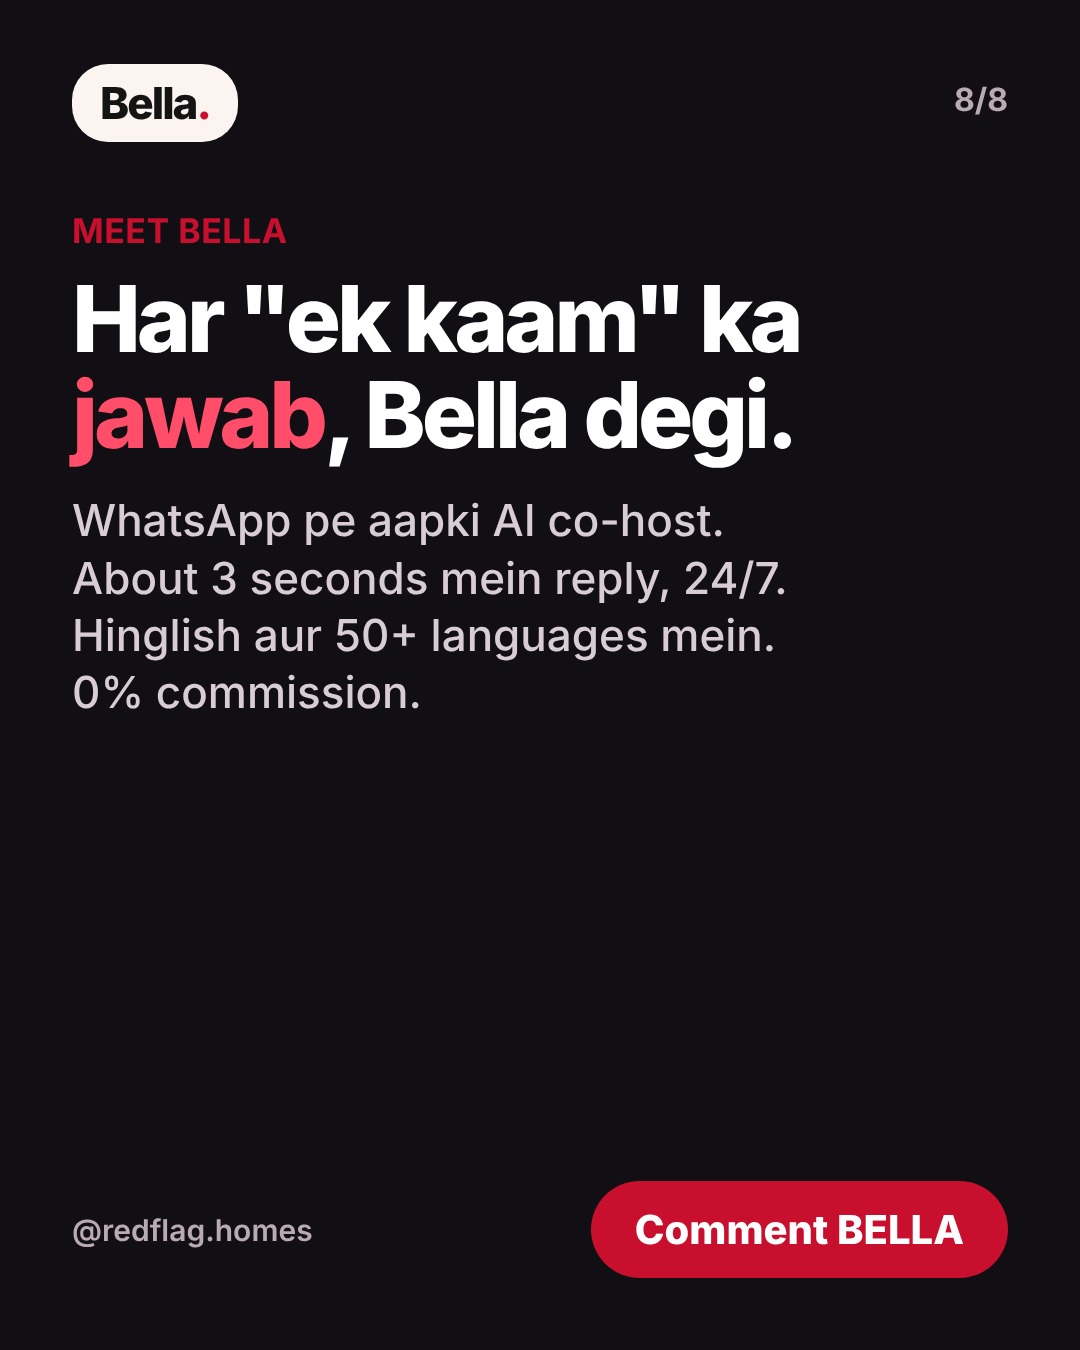 Bella.
8/8
MEET BELLA
Har "ek kaam" ka
jawab, Bella degi.
WhatsApp pe aapki AI co-host.
About 3 seconds mein reply, 24/7.
Hinglish aur 50+ languages mein.
0% commission.
@redflag.homes
Comment BELLA